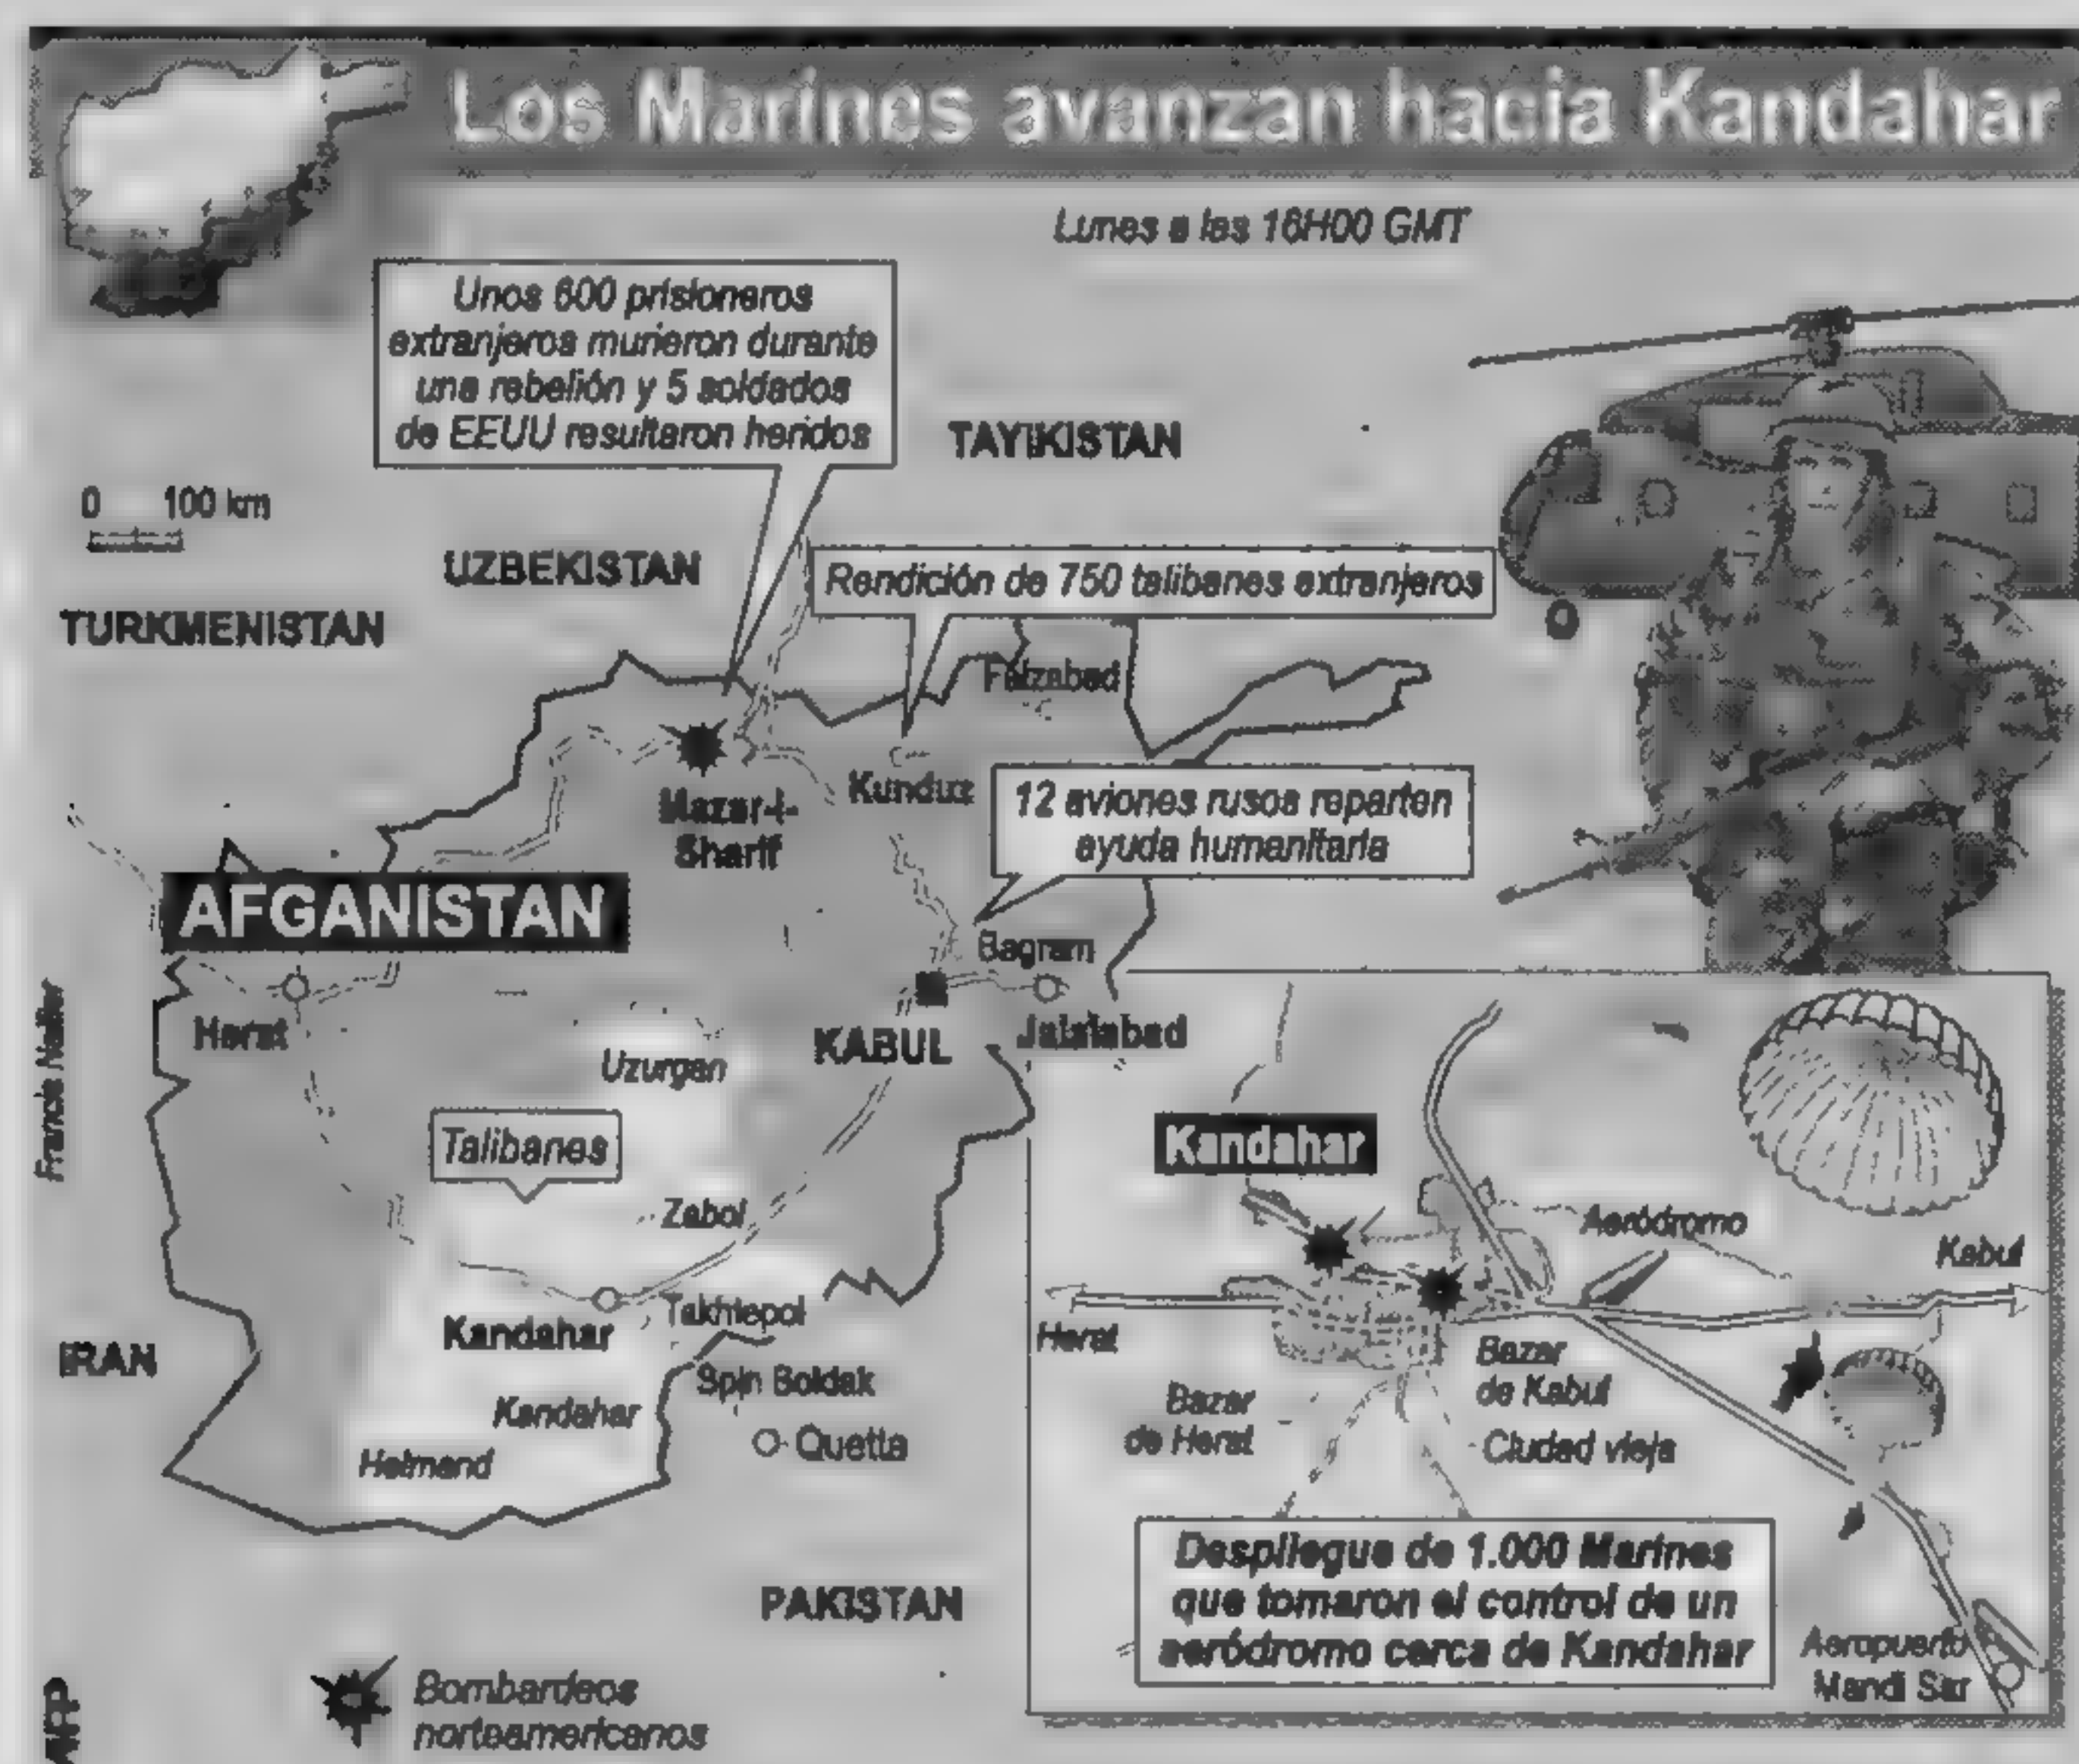 Los Marines avanzan hacia Kandahar
Lunes a las 16H00 GMT
Unos 600 prisioneros
extranjeros murieron durante
una rebelión y 5 soldados
de EEUU resultaron heridos
TAYIKISTAN
0 100 km
UZBEKISTAN
Rendición de 750 talibanes extranjeros
TURKMENISTAN
Faizabad
Kunduz
Mazar-i-
Sharif
12 aviones rusos reparten
ayuda humanitaria
AFGANISTAN
Bagram
Herat
KABUL
Jalalabad
Uzurgan
Talibanes
Zabol
Kandahar
Takhtepol
IRAN
Spin Boldak
Kandahar
Quetta
Helmand
PAKISTAN
Kandahar
Aeródromo
Kabul
Herat
Bazar
de Kabul
Bazar
de Herat
Ciudad vieja
Despliegue de 1.000 Marines
que tomaron el control de un
aeródromo cerca de Kandahar
Aeropuerto
Mandi Sar
Bombardeos
norteamericanos
Francis Nallier